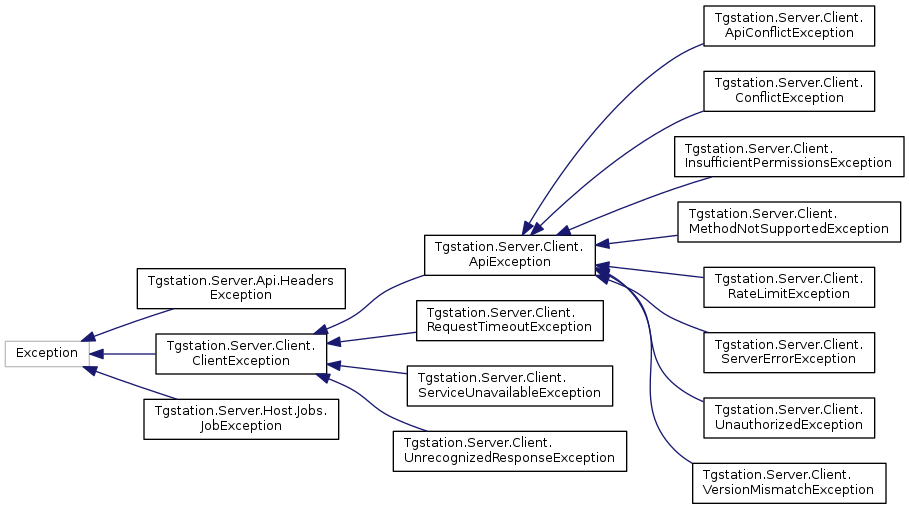 Exception
Tgstation.Server.Api.Headers
Exception
Tgstation.Server.Client.
ClientException
Tgstation.Server.Host.Jobs.
JobException
Tgstation.Server.Client.
ApiException
Tgstation.Server.Client.
RequestTimeoutException
Tgstation.Server.Client.
ServiceUnavailableException
Tgstation.Server.Client.
UnrecognizedResponseException
Tgstation.Server.Client.
ApiConflictException
Tgstation.Server.Client.
ConflictException
Tgstation.Server.Client.
InsufficientPermissionsException
Tgstation.Server.Client.
MethodNotSupportedException
Tgstation.Server.Client.
RateLimitException
Tgstation.Server.Client.
ServerErrorException
Tgstation.Server.Client.
UnauthorizedException
Tgstation.Server.Client.
VersionMismatchException